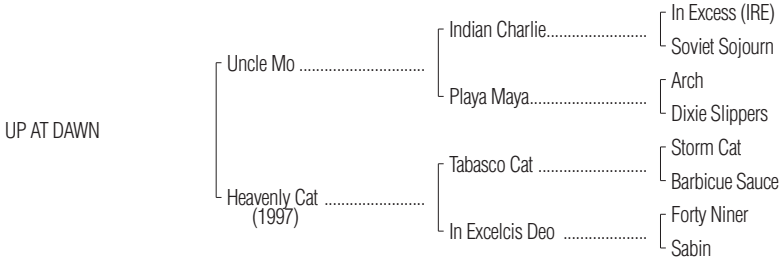 In Excess (IRE)
Indian Charlie........................
Soviet Sojourn
Uncle Mo ..............................
Arch
Playa Maya............................
Dixie Slippers
UP AT DAWN
Storm Cat
Tabasco Cat ..........................
Barbicue Sauce
Heavenly Cat ........................
(1997)
Forty Niner
In Excelcis Deo ....................
Sabin